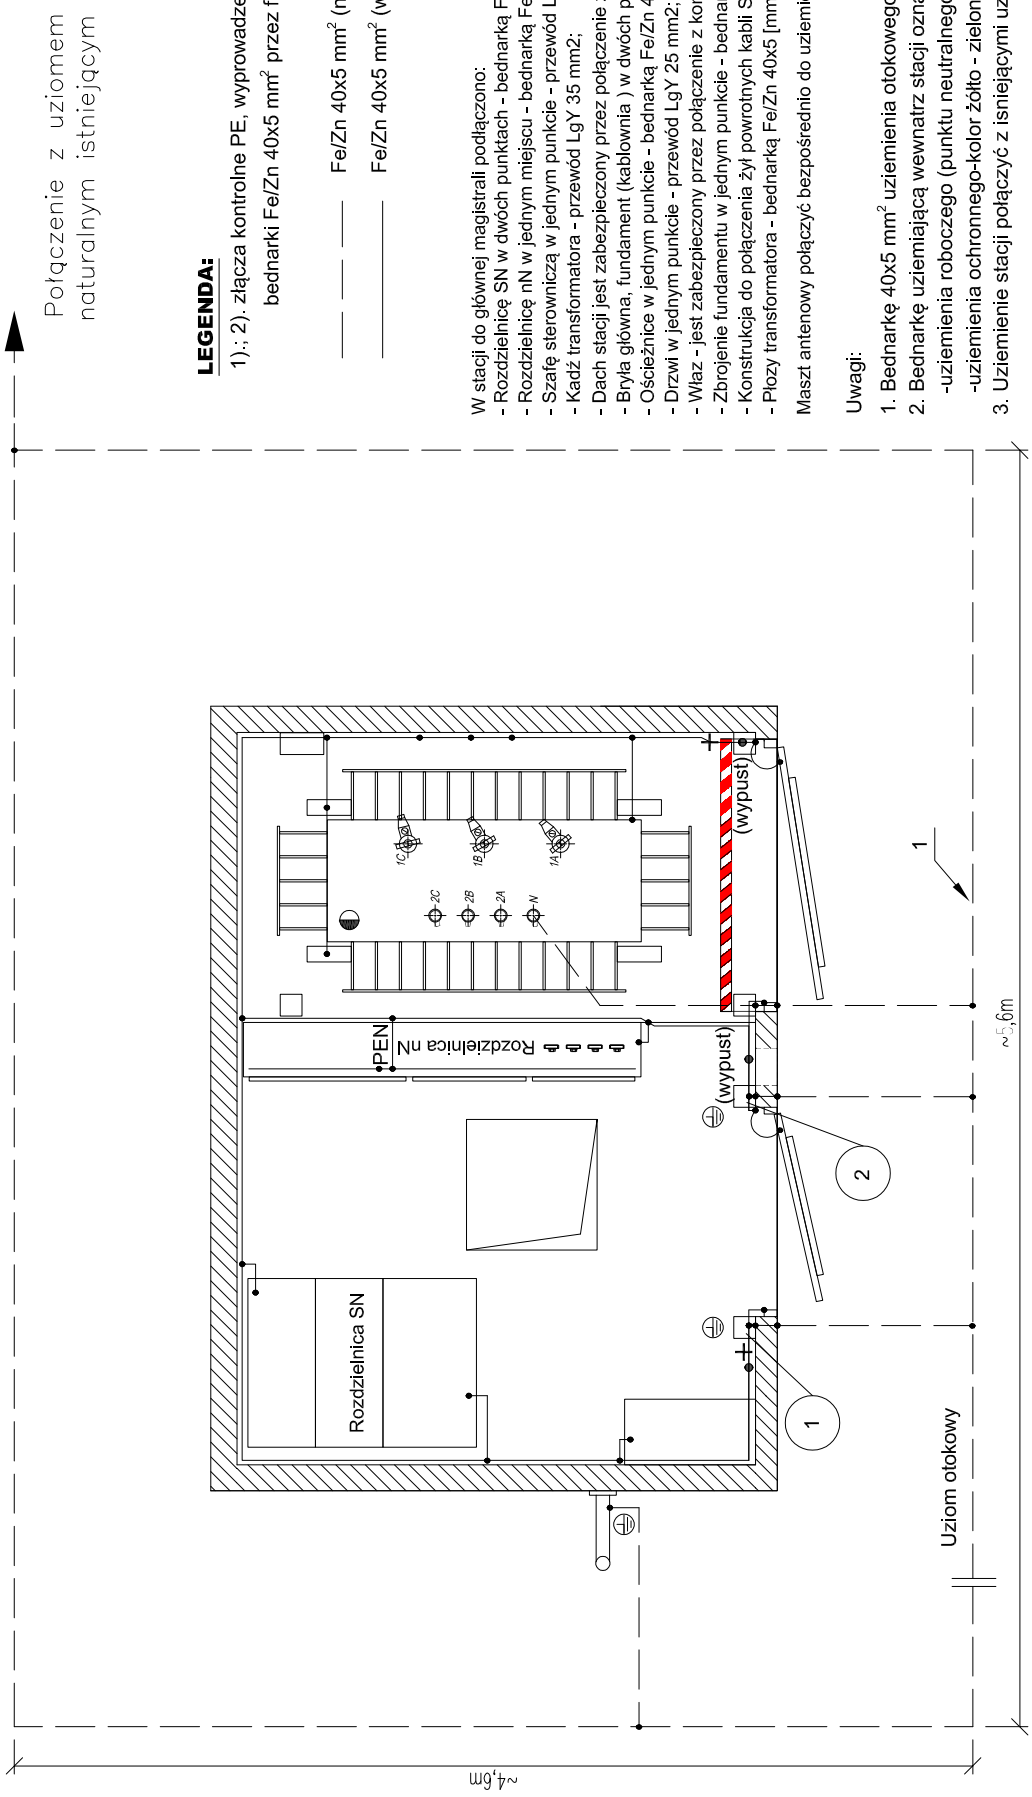 Połączenie z uziomem
naturalnym istniejącym
LEGENDA:
1).; 2). złącza kontrolne PE, wyprowadze
bednarki Fe/Zn 40x5 mm² przez f
Fe/Zn 40x5 mm² (n
Fe/Zn 40x5 mm² (w
W stacji do głównej magistrali podłączono:
- Rozdzielnicę SN w dwóch punktach - bednarką F
- Rozdzielnicę nN w jednym miejscu - bednarką Fe
- Szafę sterowniczą w jednym punkcie - przewód L
- Kadź transformatora - przewód LgY 35 mm2;
- Dach stacji jest zabezpieczony przez połączenie z
- Bryła główna, fundament (kablownia ) w dwóch p
- Ościeżnice w jednym punkcie - bednarką Fe/Zn 4
- Drzwi w jednym punkcie - przewód LgY 25 mm2;
- Właz - jest zabezpieczony przez połączenie z kon
- Zbrojenie fundamentu w jednym punkcie - bednar
- Konstrukcja do połączenia żył powrotnych kabli S
- Płozy transformatora - bednarką Fe/Zn 40x5 [mm
Maszt antenowy połączyć bezpośrednio do uziemie
Uwagi:
1. Bednarkę 40x5 mm² uziemienia otokowego
2. Bednarkę uziemiającą wewnatrz stacji ozna
-uziemienia roboczego (punktu neutralnego
-uziemienia ochronnego-kolor żółto - zielon
3. Uziemienie stacji połączyć z isniejącymi uz
1C
1B
1A
2C
2B
2A
N
PEN
Rozdzielnica nN
(wypust)
(wypust)
Rozdzielnica SN
1
2
1
Uziom otokowy
~5,6m
~4,6m